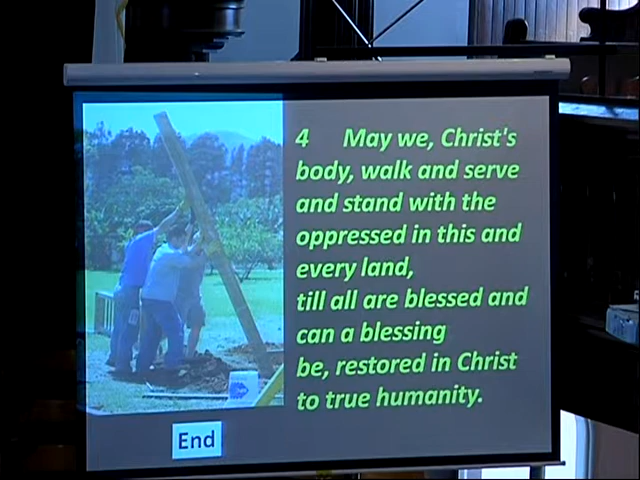 4 May we, Christ's
body, walk and serve
and stand with the
oppressed in this and
every land,
till all are blessed and
can a blessing
be, restored in Christ
to true humanity.
End